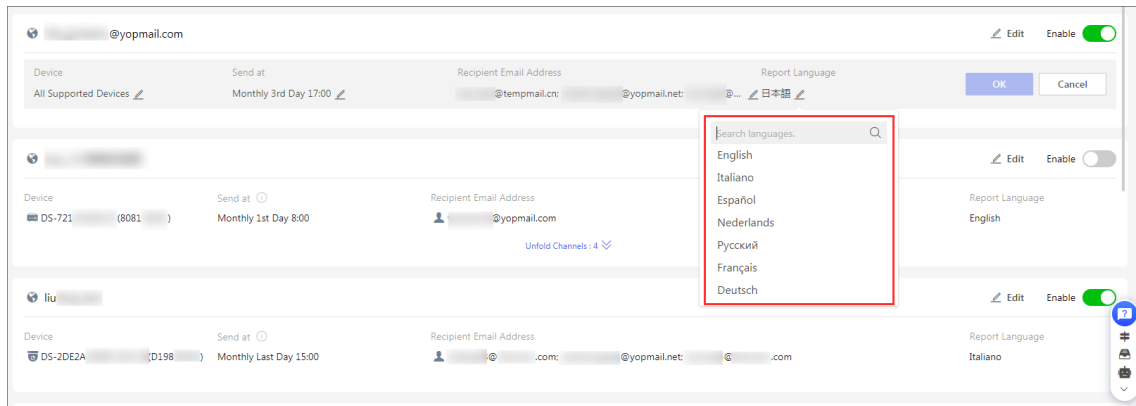 @yopmail.com Edit Enable
Device Send at Recipient Email Address Report Language
All Supported Devices Monthly 3rd Day 17:00 @tempmail.cn; @yopmail.net; @... 日本語 OK Cancel
Search languages.
English
Italiano
Español
Nederlands
Русский
Français
Deutsch
Edit Enable
Device Send at Recipient Email Address Report Language
DS-721 (8081 ) Monthly 1st Day 8:00 @yopmail.com English
Unfold Channels : 4
liu Edit Enable
Device Send at Recipient Email Address Report Language
DS-2DE2A (D198 ) Monthly Last Day 15:00 @ .com; @yopmail.net; @ .com Italiano